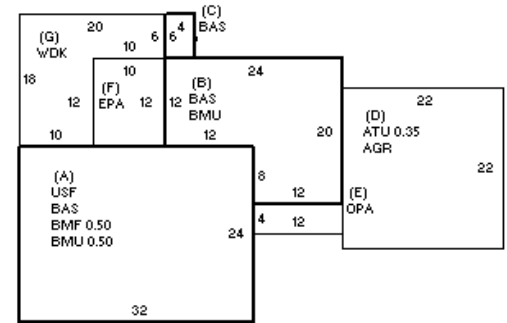 (C)
BAS
20
4
(G)
WDK
6
6
10
18
10
(F)
EPA
12
12
12
24
(B)
BAS
BMU
12
20
10
22
(D)
ATU 0.35
AGR
22
(A)
USF
BAS
BMF 0.50
BMU 0.50
8
12
(E)
OPA
4
12
24
32